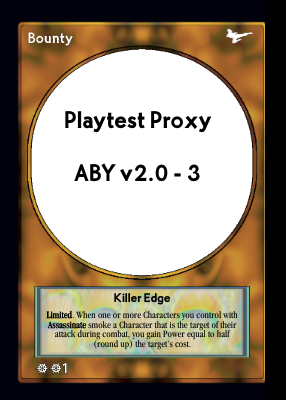 Bounty
Playtest Proxy
ABY v2.0 - 3
Killer Edge
Limited. When one or more Characters you control with
Assassinate smoke a Character that is the target of their
attack during combat, you gain Power equal to half
(round up) the target's cost.
1